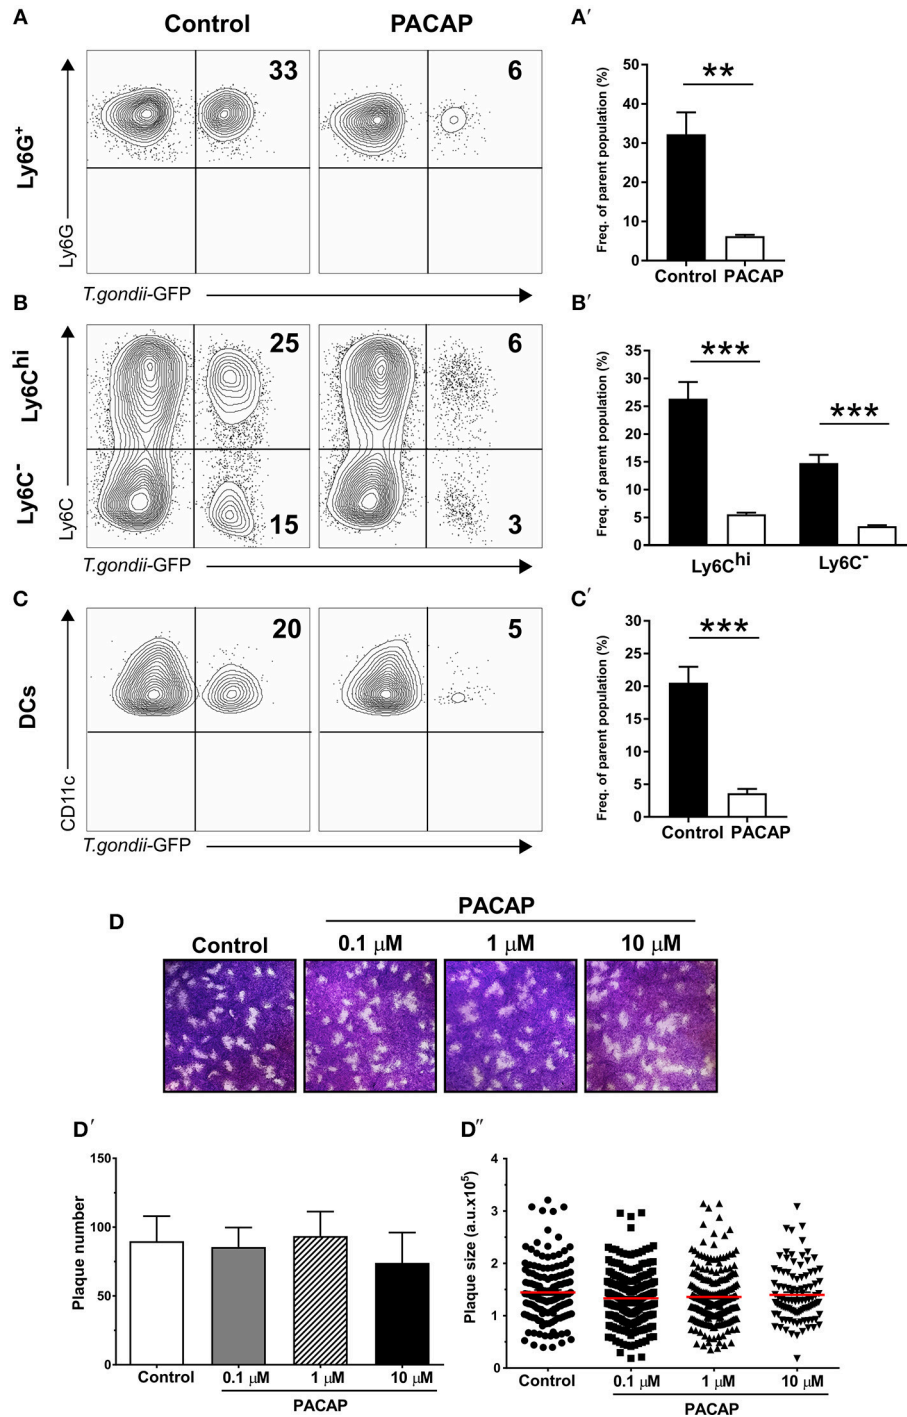 A
Control
PACAP
A′
Ly6G+
Ly6G
33
6
T.gondii-GFP
Freq. of parent population (%)
50
40
30
20
10
0
**
Control PACAP
B
B′
Ly6Chi
Ly6C-
Ly6C
25
6
15
3
T.gondii-GFP
Freq. of parent population (%)
35
30
25
20
15
10
5
0
***
***
Ly6Chi
Ly6C-
C
C′
DCs
CD11c
20
5
T.gondii-GFP
Freq. of parent population (%)
30
25
20
15
10
5
0
***
Control PACAP
D
PACAP
Control
0.1 μM
1 μM
10 μM
D′
Plaque number
150
100
50
0
Control
0.1 μM
1 μM
10 μM
PACAP
D″
Plaque size (a.u.x10⁵)
4
3
2
1
0
Control
0.1 μM
1 μM
10 μM
PACAP